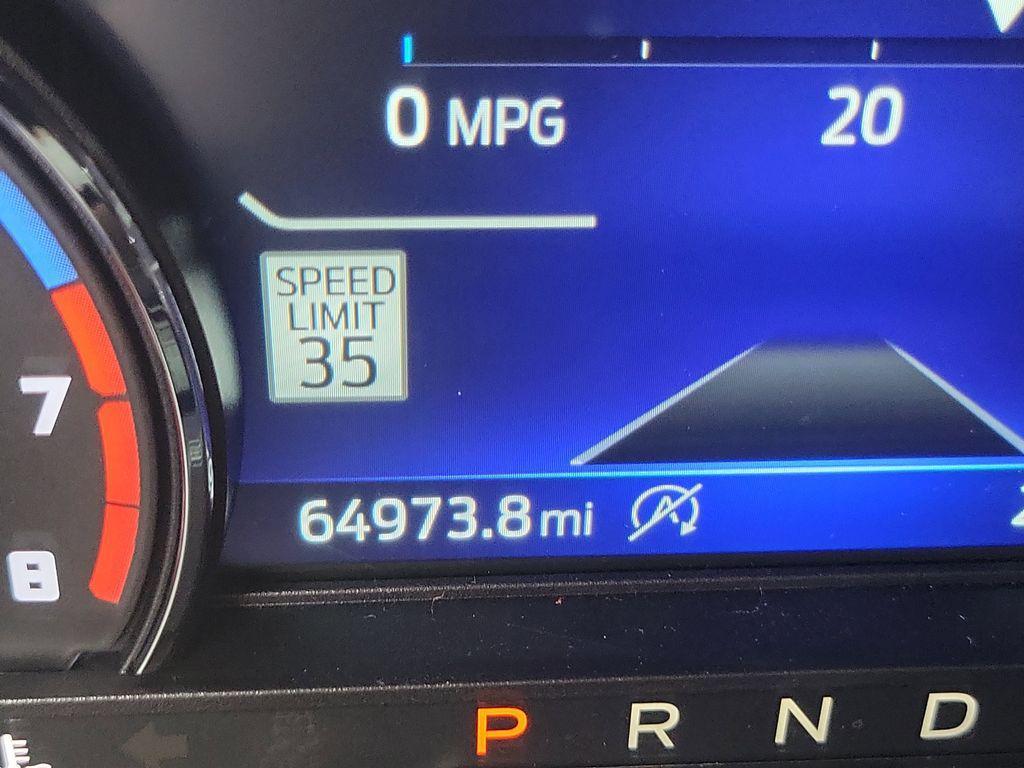 0 MPG 20
SPEED
LIMIT
35
7
64973.8 mi
8
P R N D